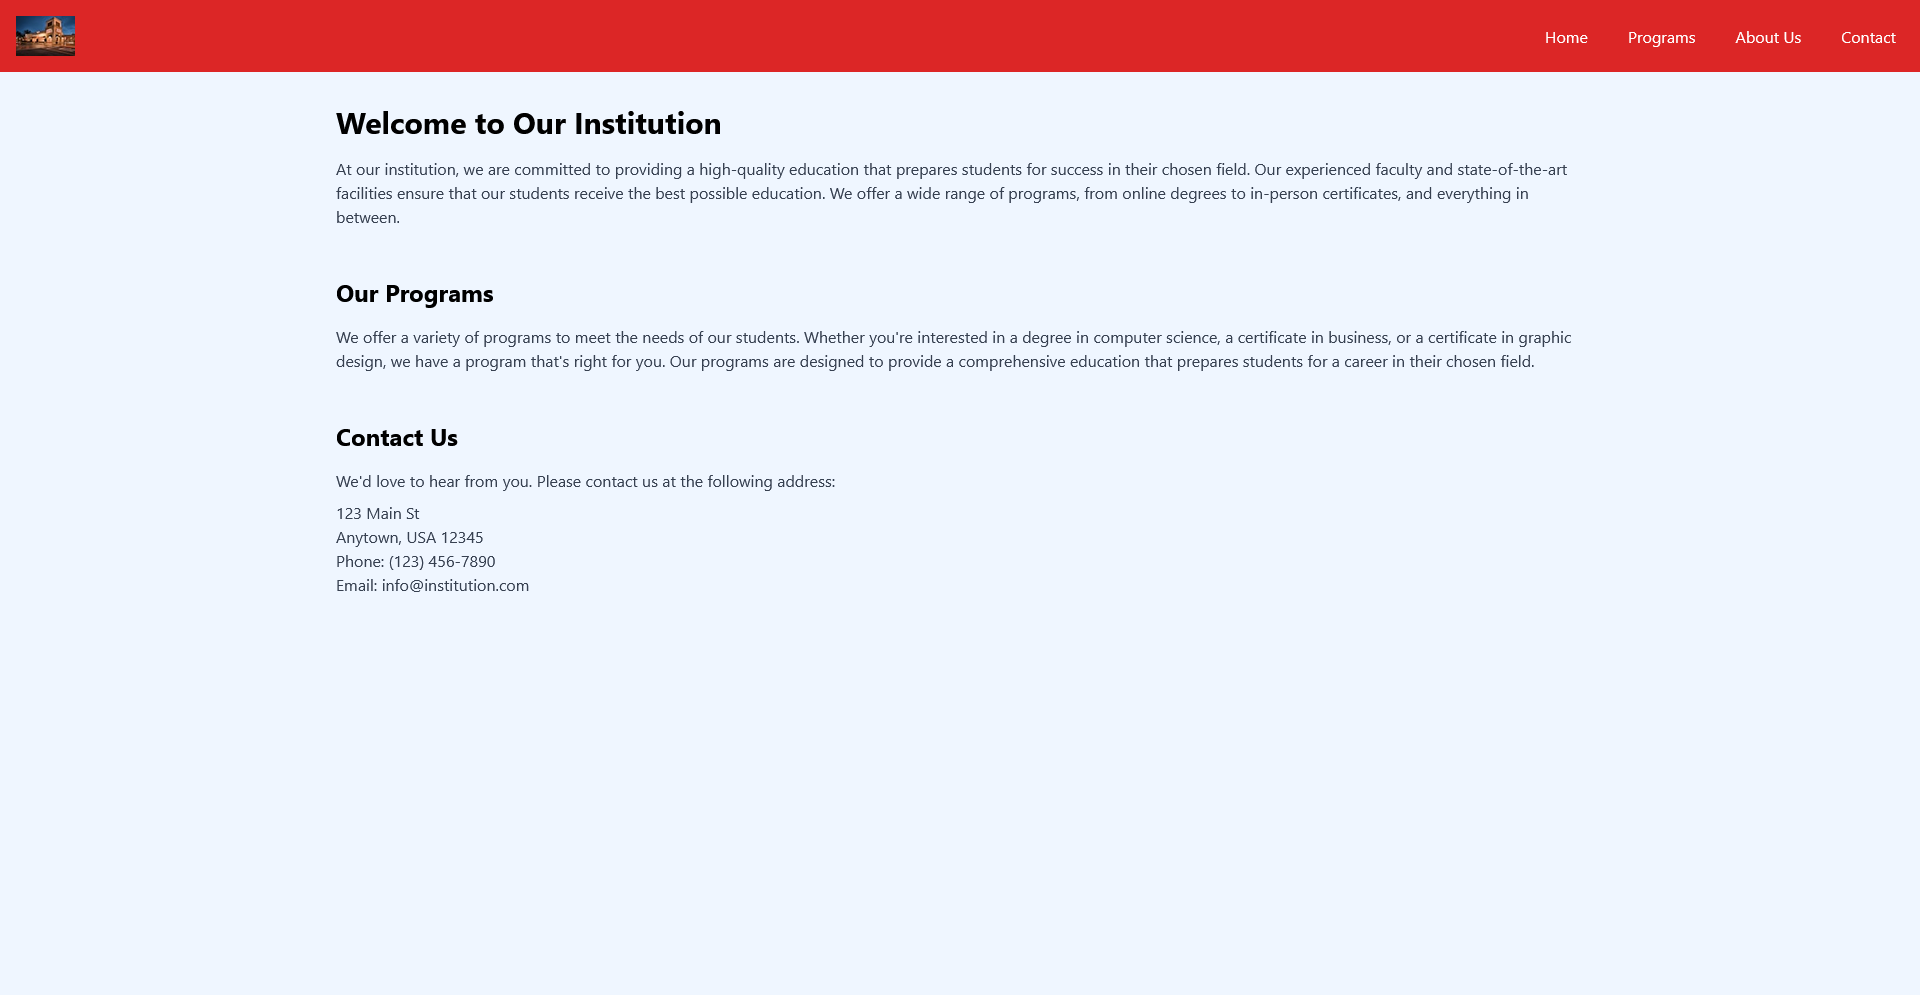 Home Programs About Us Contact
Welcome to Our Institution
At our institution, we are committed to providing a high-quality education that prepares students for success in their chosen field. Our experienced faculty and state-of-the-art
facilities ensure that our students receive the best possible education. We offer a wide range of programs, from online degrees to in-person certificates, and everything in
between.
Our Programs
We offer a variety of programs to meet the needs of our students. Whether you're interested in a degree in computer science, a certificate in business, or a certificate in graphic
design, we have a program that's right for you. Our programs are designed to provide a comprehensive education that prepares students for a career in their chosen field.
Contact Us
We'd love to hear from you. Please contact us at the following address:
123 Main St
Anytown, USA 12345
Phone: (123) 456-7890
Email: info@institution.com